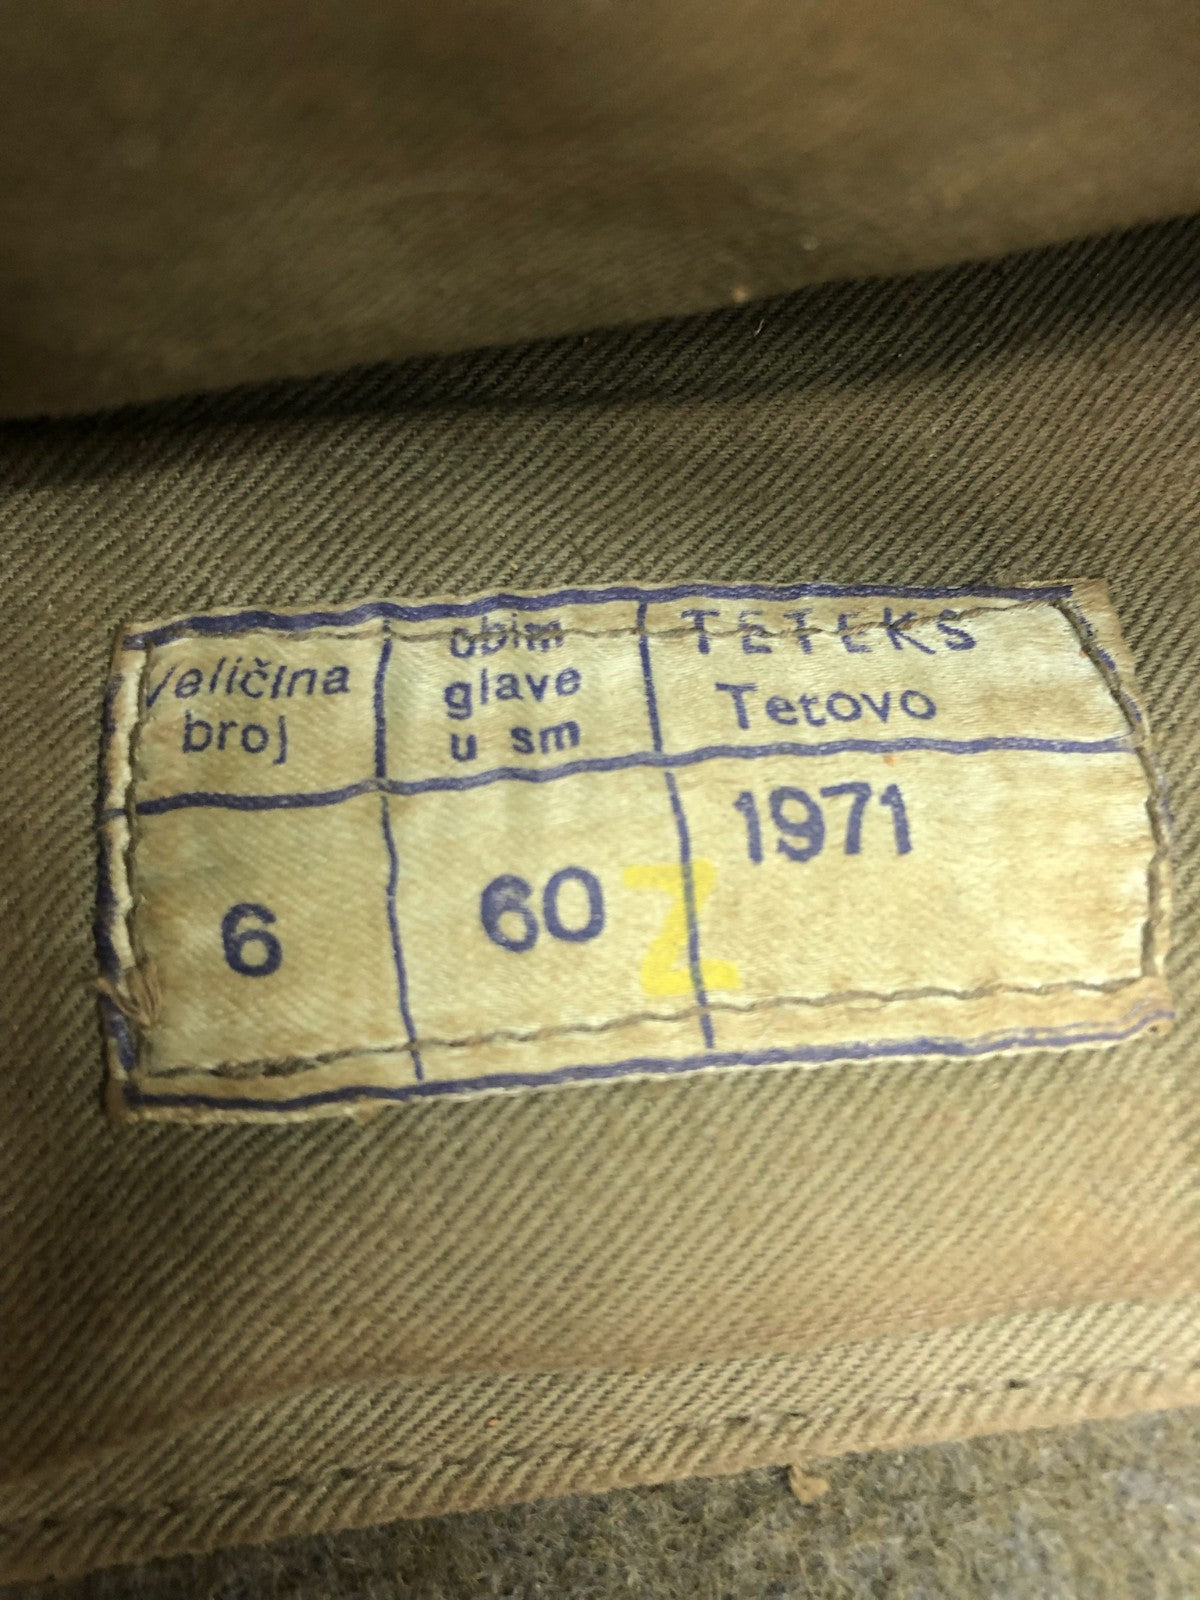 Veličina
broj
obim
glave
u sm
TETEKS
Tetovo
6
60
Z
1971